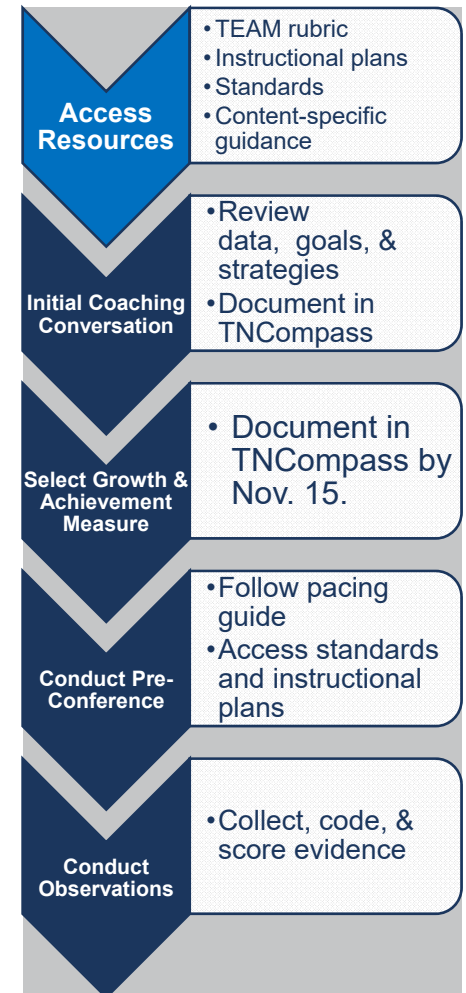 Access
Resources
• TEAM rubric
• Instructional plans
• Standards
• Content-specific
guidance
Initial Coaching
Conversation
• Review
data, goals, &
strategies
• Document in
TNCompass
Select Growth &
Achievement
Measure
• Document in
TNCompass by
Nov. 15.
Conduct Pre-
Conference
• Follow pacing
guide
• Access standards
and instructional
plans
Conduct
Observations
• Collect, code, &
score evidence